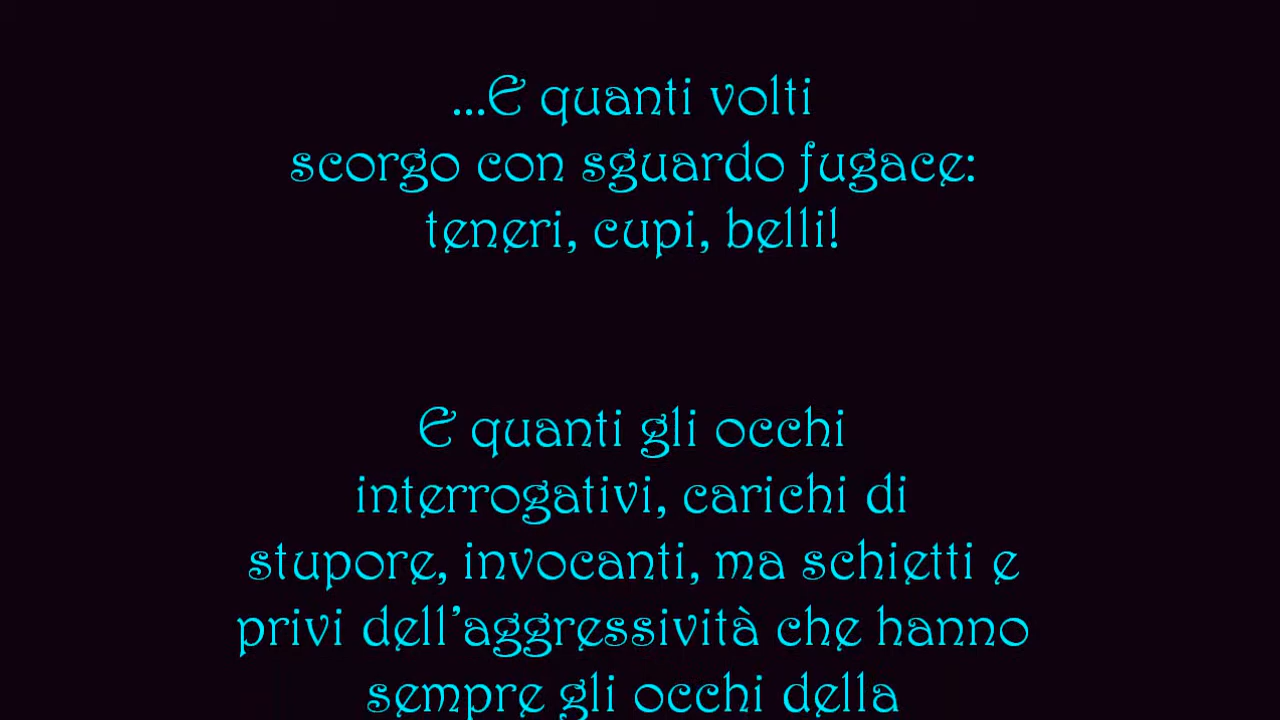 ...E quanti volti
scorgo con sguardo fugace:
teneri, cupi, belli!
E quanti gli occhi
interrogativi, carichi di
stupore, invocanti, ma schietti e
privi dell’aggressività che hanno
sempre gli occhi della